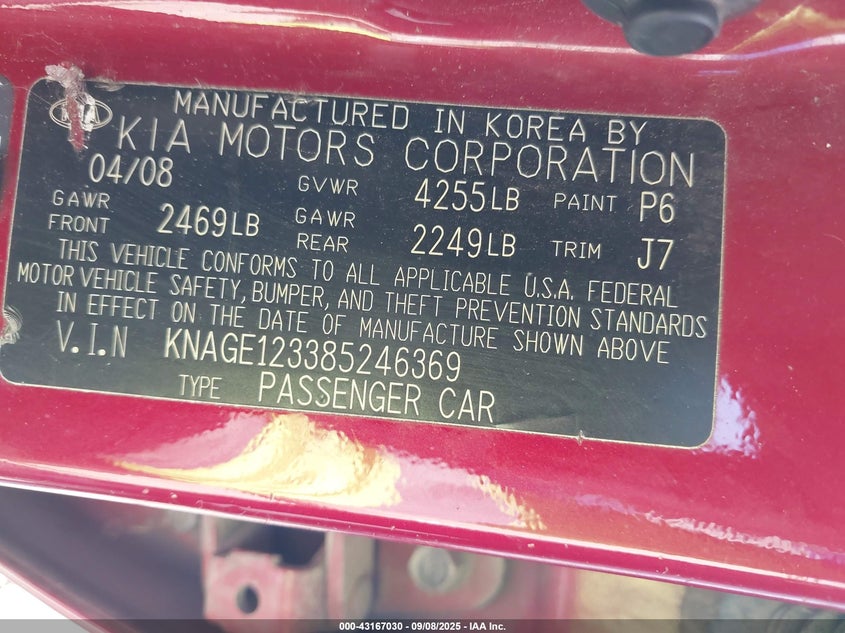 KIA
MANUFACTURED IN KOREA BY
KIA MOTORS CORPORATION
04/08 GVWR 4255LB PAINT P6
GAWR FRONT 2469LB GAWR REAR 2249LB TRIM J7
THIS VEHICLE CONFORMS TO ALL APPLICABLE U.S.A. FEDERAL
MOTOR VEHICLE SAFETY, BUMPER, AND THEFT PREVENTION STANDARDS
IN EFFECT ON THE DATE OF MANUFACTURE SHOWN ABOVE
V.I.N KNAGE123385246369
TYPE PASSENGER CAR
000-43167030 - 09/08/2025 - IAA Inc.